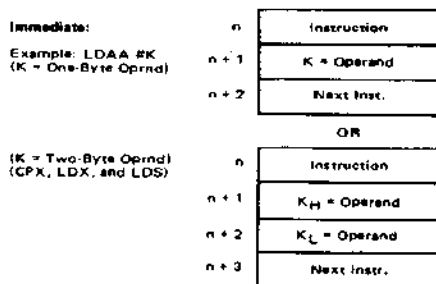 Immediate: n Instruction
Example: LDAA #K n + 1 K = Operand
(K = One-Byte Oprnd)
n + 2 Next Inst.
OR
(K = Two-Byte Oprnd) n Instruction
(CPX, LDX, and LDS)
n + 1 KH = Operand
n + 2 KL = Operand
n + 3 Next Instr.